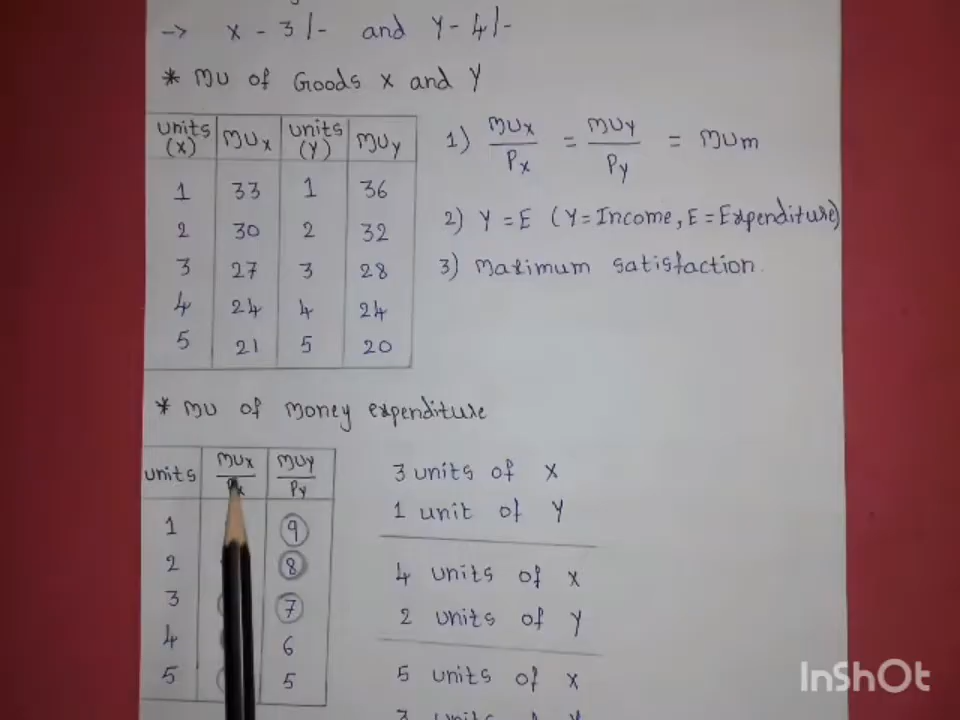 -> x - 3/- and y - 4/-
* MU of Goods x and y
units (x) MUx units (y) MUy
1 33 1 36
2 30 2 32
3 27 3 28
4 24 4 24
5 21 5 20
1) MUx/Px = MUy/Py = MUm
2) Y = E (Y = Income, E = Expenditure)
3) Maximum satisfaction.
* MU of money expenditure
units MUx/Px MUy/Py
1 9
2 8
3 7
4 6
5 5
3 units of x
1 unit of y
4 units of x
2 units of y
5 units of x
3 units of y
InShOt